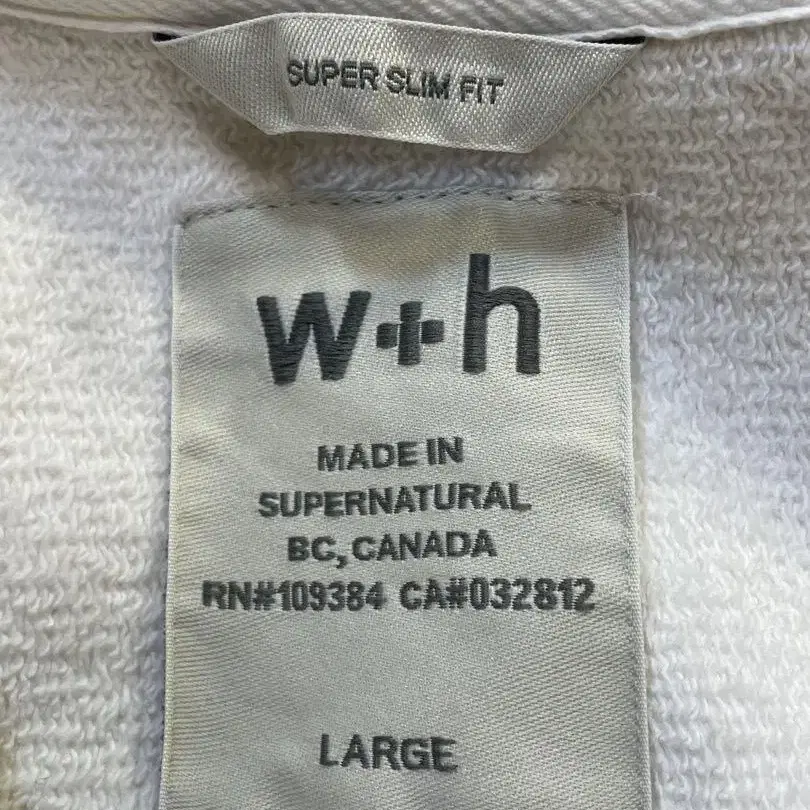 SUPER SLIM FIT
w+h
MADE IN
SUPERNATURAL
BC, CANADA
RN#109384 CA#032812
LARGE